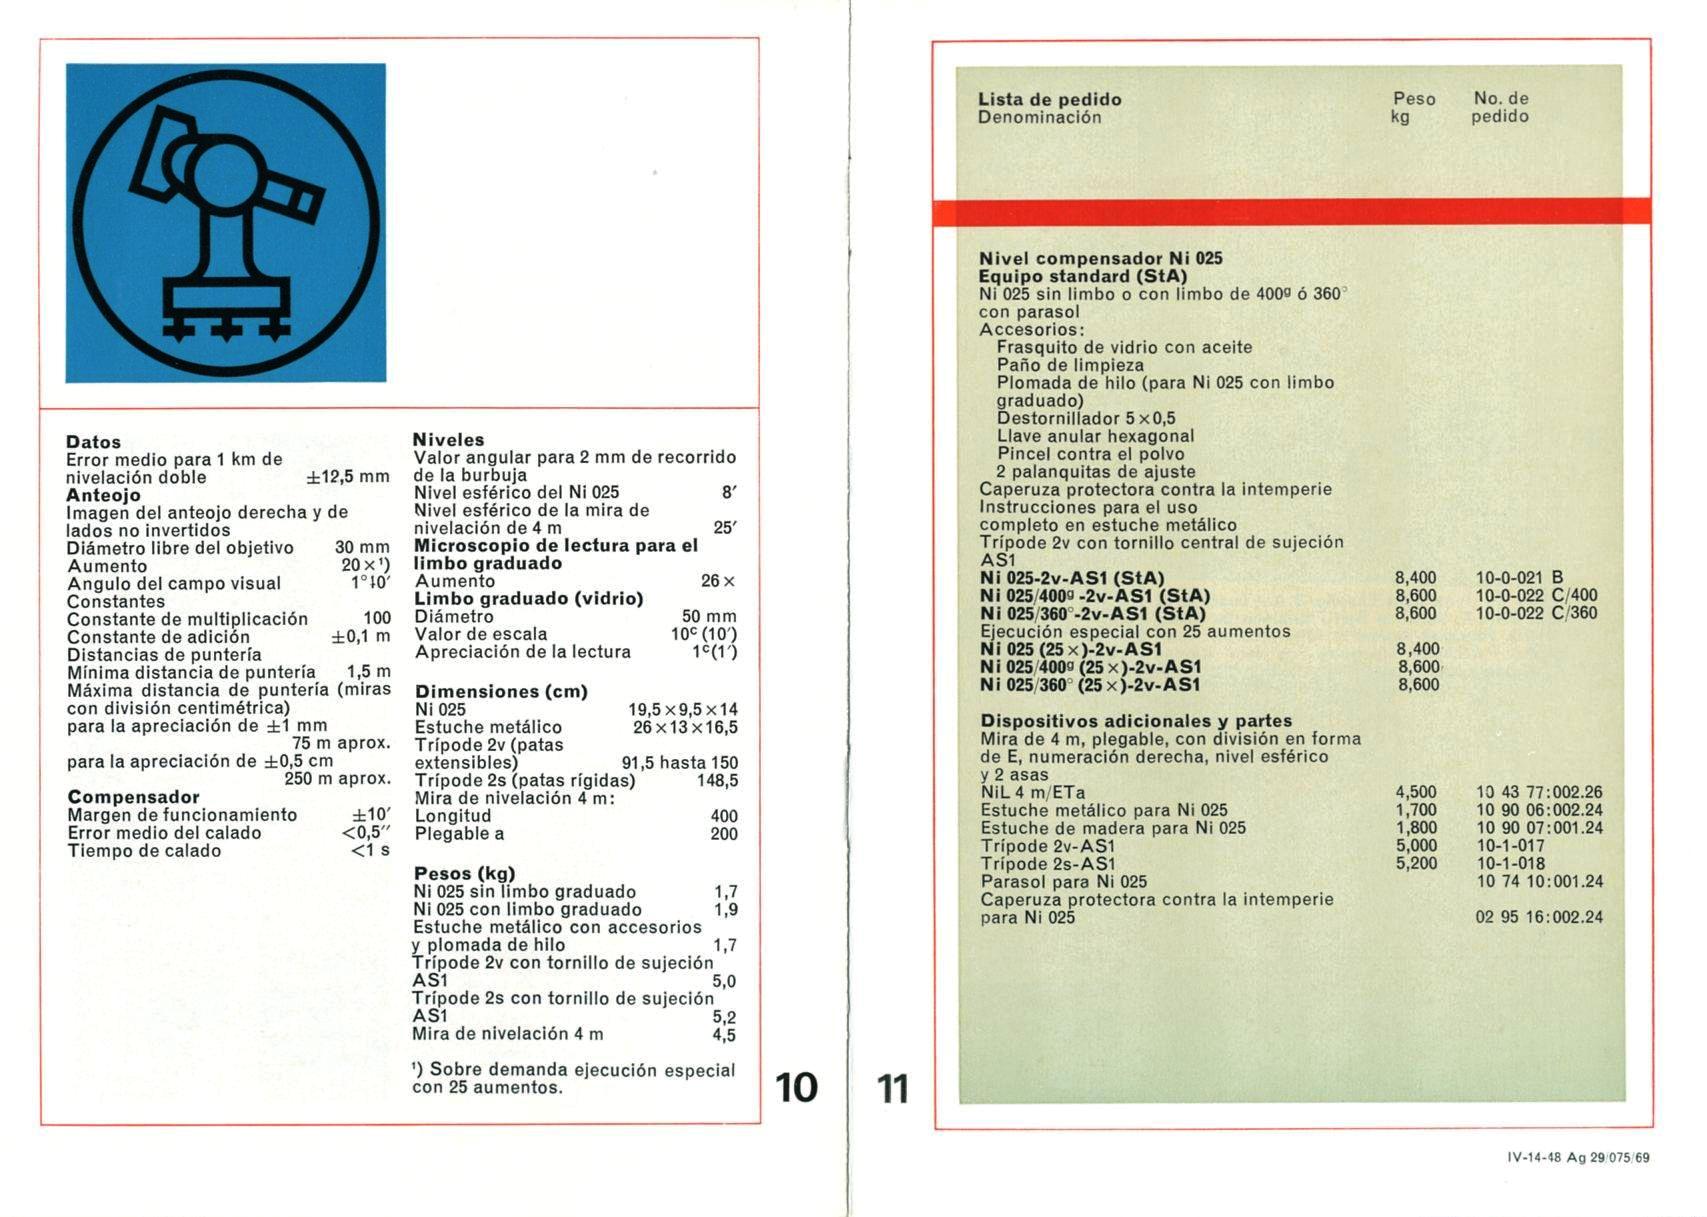 Datos
Error medio para 1 km de
nivelación doble ±12,5 mm
Anteojo
Imagen del anteojo derecha y de
lados no invertidos
Diámetro libre del objetivo 30 mm
Aumento 20×¹)
Angulo del campo visual 1°10′
Constantes
Constante de multiplicación 100
Constante de adición ±0,1 m
Distancias de puntería
Mínima distancia de puntería 1,5 m
Máxima distancia de puntería (miras
con división centimétrica)
para la apreciación de ±1 mm
75 m aprox.
para la apreciación de ±0,5 cm
250 m aprox.
Compensador
Margen de funcionamiento ±10′
Error medio del calado <0,5″
Tiempo de calado <1 s
Niveles
Valor angular para 2 mm de recorrido
de la burbuja
Nivel esférico del Ni 025 8′
Nivel esférico de la mira de
nivelación de 4 m 25′
Microscopio de lectura para el
limbo graduado
Aumento 26×
Limbo graduado (vidrio)
Diámetro 50 mm
Valor de escala 10ᶜ (10′)
Apreciación de la lectura 1ᶜ(1′)
Dimensiones (cm)
Ni 025 19,5×9,5×14
Estuche metálico 26×13×16,5
Trípode 2v (patas
extensibles) 91,5 hasta 150
Trípode 2s (patas rígidas) 148,5
Mira de nivelación 4 m:
Longitud 400
Plegable a 200
Pesos (kg)
Ni 025 sin limbo graduado 1,7
Ni 025 con limbo graduado 1,9
Estuche metálico con accesorios
y plomada de hilo 1,7
Trípode 2v con tornillo de sujeción
AS1 5,0
Trípode 2s con tornillo de sujeción
AS1 5,2
Mira de nivelación 4 m 4,5
¹) Sobre demanda ejecución especial
con 25 aumentos.
10
11
Lista de pedido Peso No. de
Denominación kg pedido
Nivel compensador Ni 025
Equipo standard (StA)
Ni 025 sin limbo o con limbo de 400ᵍ ó 360°
con parasol
Accesorios:
Frasquito de vidrio con aceite
Paño de limpieza
Plomada de hilo (para Ni 025 con limbo
graduado)
Destornillador 5×0,5
Llave anular hexagonal
Pincel contra el polvo
2 palanquitas de ajuste
Caperuza protectora contra la intemperie
Instrucciones para el uso
completo en estuche metálico
Trípode 2v con tornillo central de sujeción
AS1
Ni 025-2v-AS1 (StA) 8,400 10-0-021 B
Ni 025/400ᵍ -2v-AS1 (StA) 8,600 10-0-022 C/400
Ni 025/360°-2v-AS1 (StA) 8,600 10-0-022 C/360
Ejecución especial con 25 aumentos
Ni 025 (25×)-2v-AS1 8,400
Ni 025/400ᵍ (25×)-2v-AS1 8,600
Ni 025/360° (25×)-2v-AS1 8,600
Dispositivos adicionales y partes
Mira de 4 m, plegable, con división en forma
de E, numeración derecha, nivel esférico
y 2 asas
NiL 4 m/ETa 4,500 10 43 77:002.26
Estuche metálico para Ni 025 1,700 10 90 06:002.24
Estuche de madera para Ni 025 1,800 10 90 07:001.24
Trípode 2v-AS1 5,000 10-1-017
Trípode 2s-AS1 5,200 10-1-018
Parasol para Ni 025 10 74 10:001.24
Caperuza protectora contra la intemperie
para Ni 025 02 95 16:002.24
IV-14-48 Ag 29/075/69